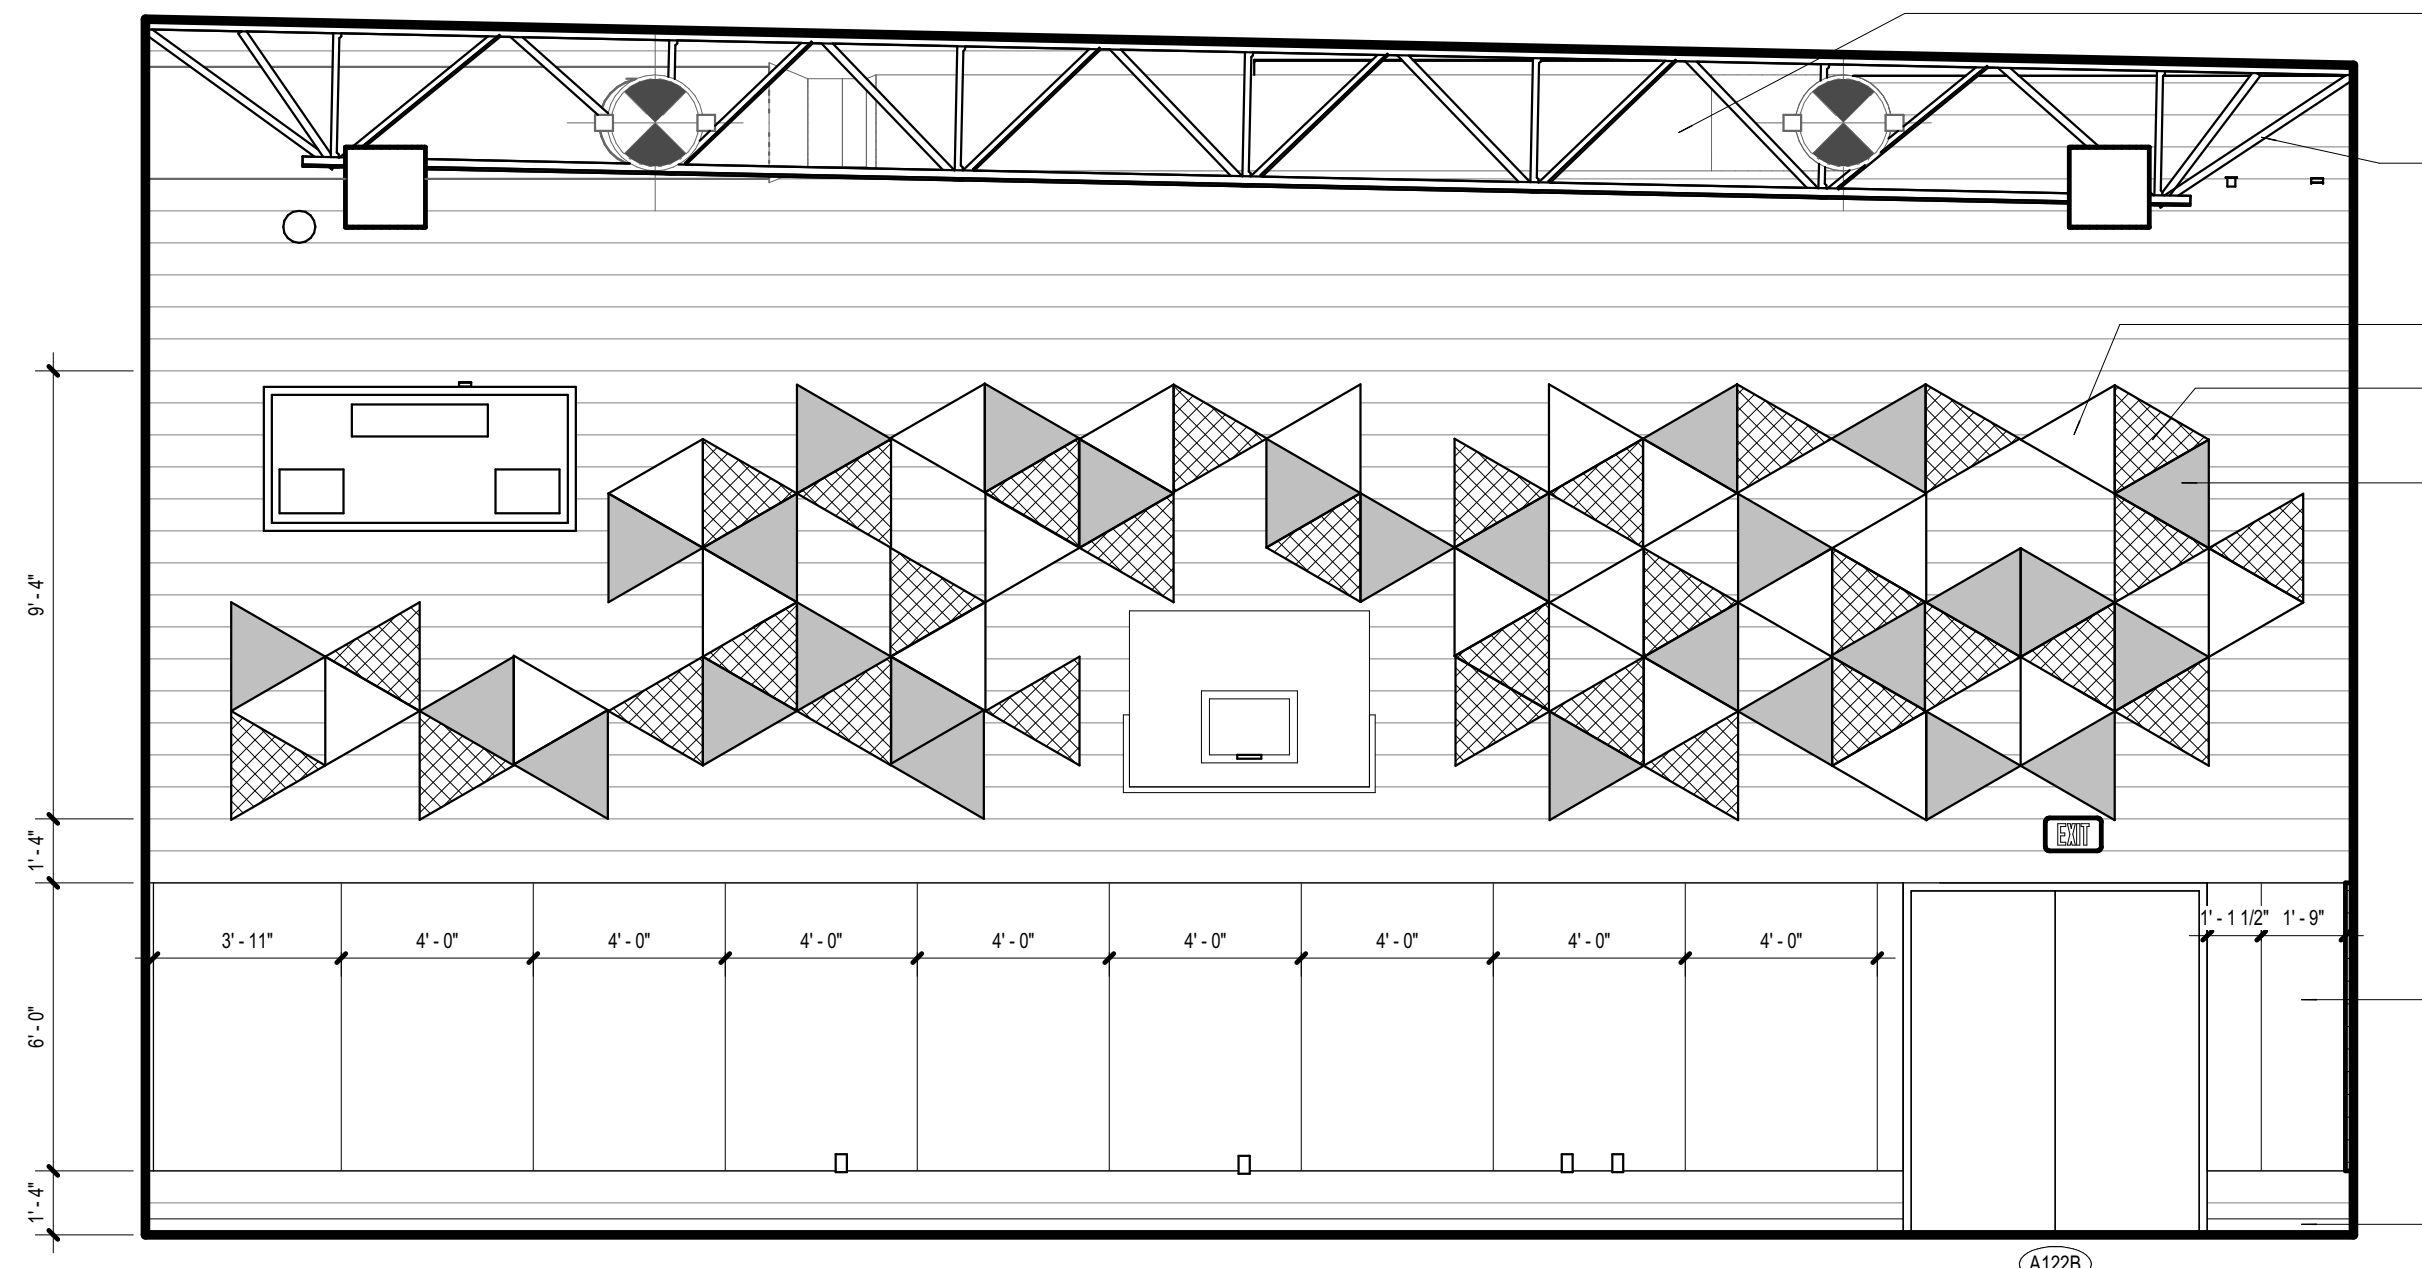 9' - 4"
EXIT
1' - 4"
1' - 1 1/2"
1' - 9"
3' - 11"
4' - 0"
4' - 0"
4' - 0"
4' - 0"
4' - 0"
4' - 0"
4' - 0"
4' - 0"
6' - 0"
1' - 4"
A122B